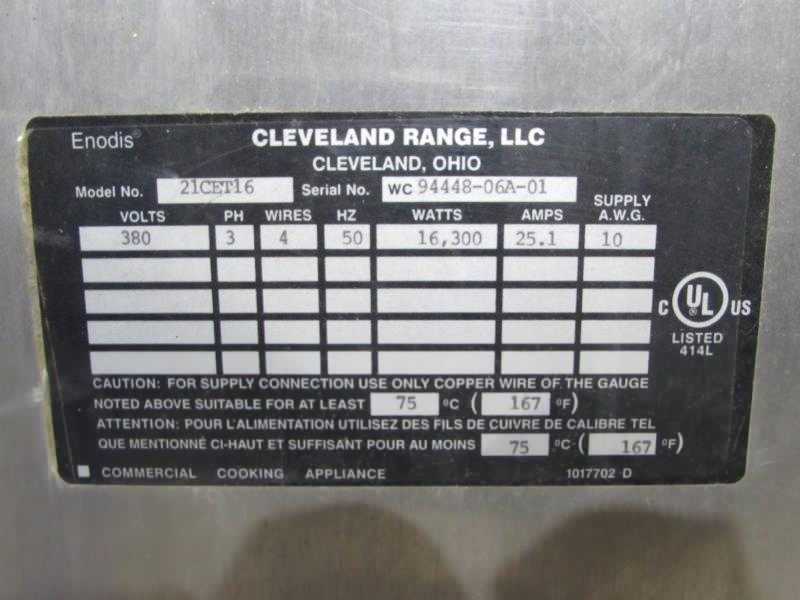 Enodis® CLEVELAND RANGE, LLC
CLEVELAND, OHIO
Model No. 21CET16 Serial No. WC 94448-06A-01
VOLTS PH WIRES HZ WATTS AMPS SUPPLY A.W.G.
380 3 4 50 16,300 25.1 10
C UL® US
LISTED
414L
CAUTION: FOR SUPPLY CONNECTION USE ONLY COPPER WIRE OF THE GAUGE
NOTED ABOVE SUITABLE FOR AT LEAST 75 ºC ( 167 ºF)
ATTENTION: POUR L'ALIMENTATION UTILISEZ DES FILS DE CUIVRE DE CALIBRE TEL
QUE MENTIONNÉ CI-HAUT ET SUFFISANT POUR AU MOINS 75 ºC ( 167 ºF)
COMMERCIAL COOKING APPLIANCE 1017702 D